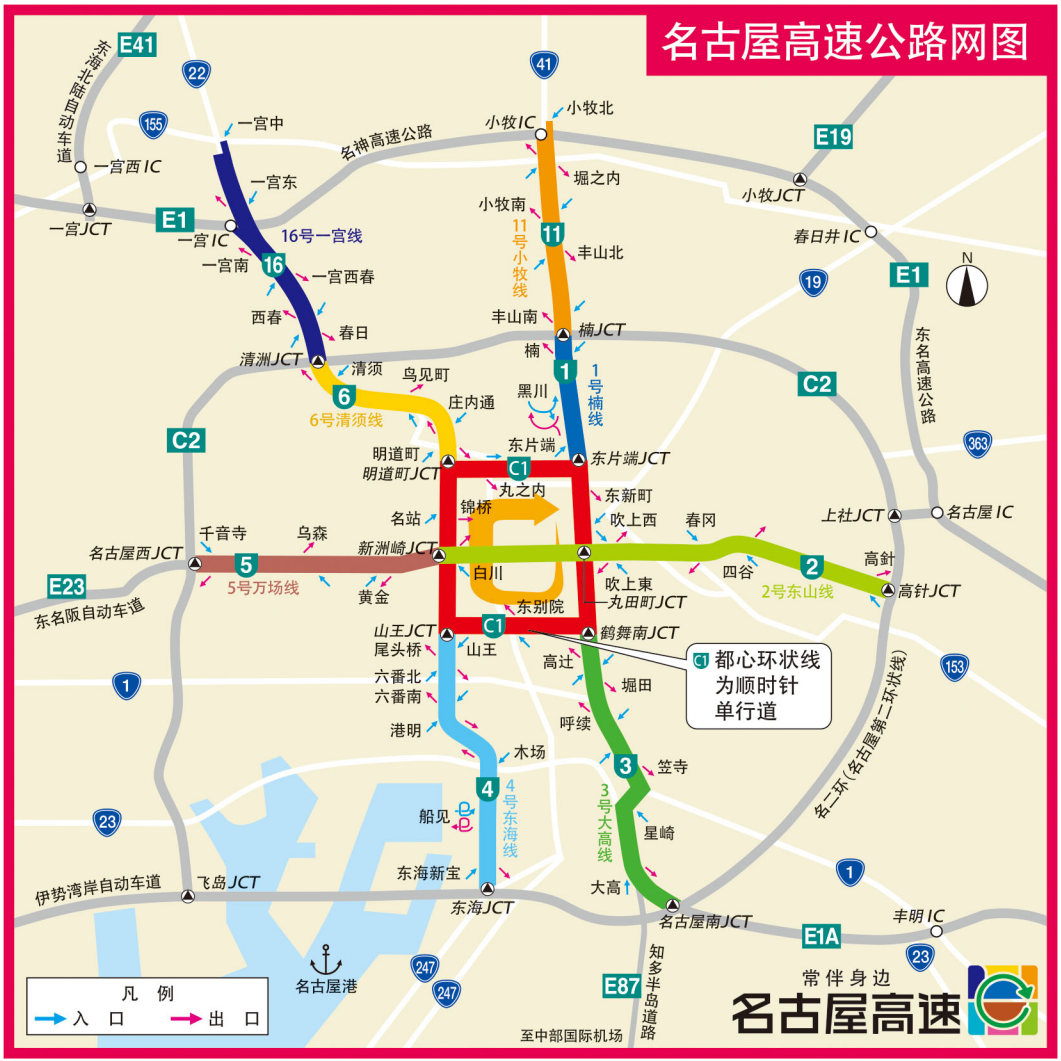 名古屋高速公路网图
E41
22
41
东海北陆自动车道
155
一宫中
小牧IC
小牧北
名神高速公路
E19
一宫西IC
一宫东
堀之内
小牧JCT
E1
小牧南
一宫JCT
一宫IC
16号一宫线
11
11号小牧线
春日井IC
一宫南
16
一宫西春
丰山北
E1
N
19
西春
春日
丰山南
楠JCT
东名高速公路
清洲JCT
清须
楠
鸟见町
1
1号楠线
C2
6
庄内通
黑川
6号清须线
C2
明道町
东片端
363
明道町JCT
C1
东片端JCT
丸之内
东新町
锦桥
千音寺
乌森
名站
吹上西
春冈
上社JCT
名古屋IC
名古屋西JCT
新洲崎JCT
5
5号万场线
白川
四谷
2
高針
E23
黄金
吹上東
2号东山线
高针JCT
东名阪自动车道
东别院
丸田町JCT
山王JCT
C1
鹤舞南JCT
尾头桥
山王
高辻
C1 都心环状线
为顺时针
单行道
153
1
六番北
六番南
堀田
港明
呼续
木场
3
笠寺
名二环(名古屋第二环状线)
4
4号东海线
3号大高线
23
船见
星崎
1
东海新宝
大高
伊势湾岸自动车道
飞岛JCT
东海JCT
名古屋南JCT
丰明IC
E1A
23
247
247
知多半岛道路
名古屋港
E87
常伴身边
名古屋高速
凡 例
入 口
出 口
至中部国际机场